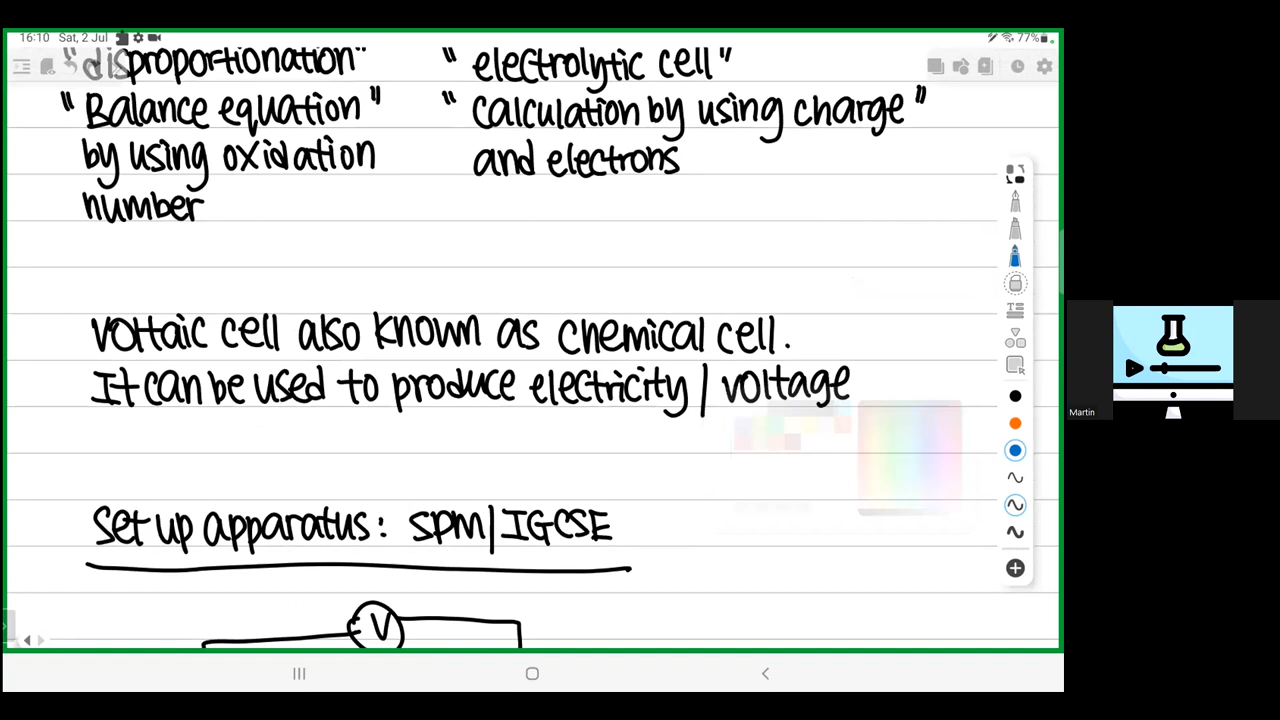 16:10 Sat, 2 Jul 77%
" disproportionation"
" Balance equation "
by using oxidation
number
" electrolytic cell "
" calculation by using charge "
and electrons
Voltaic cell also known as chemical cell.
It can be used to produce electricity / voltage
Set up apparatus : SPM / IGCSE
V
Martin